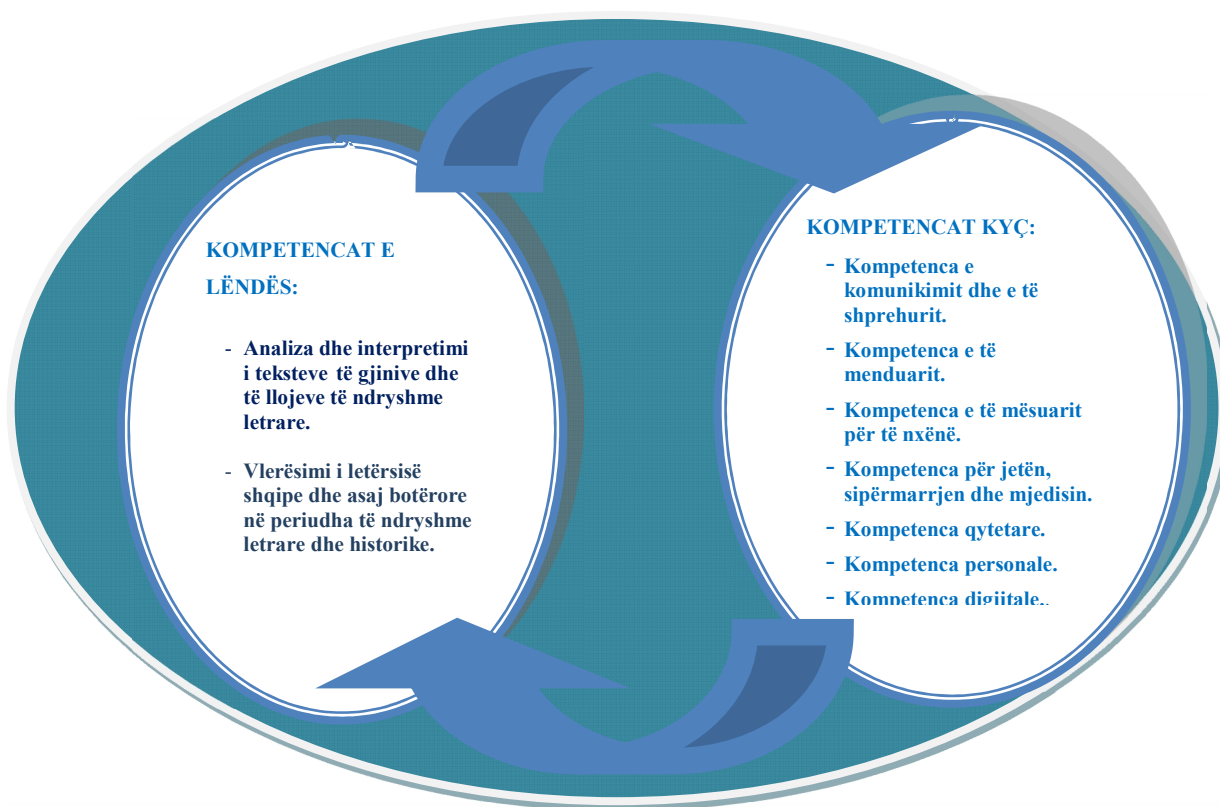 KOMPETENCAT E
LËNDËS:
- Analiza dhe interpretimi
i teksteve të gjinive dhe
të llojeve të ndryshme
letrare.
- Vlerësimi i letërsisë
shqipe dhe asaj botërore
në periudha të ndryshme
letrare dhe historike.
KOMPETENCAT KYÇ:
- Kompetenca e
komunikimit dhe e të
shprehurit.
- Kompetenca e të
menduarit.
- Kompetenca e të mësuarit
për të nxënë.
- Kompetenca për jetën,
sipërmarrjen dhe mjedisin.
- Kompetenca qytetare.
- Kompetenca personale.
- Kompetenca digjitale..